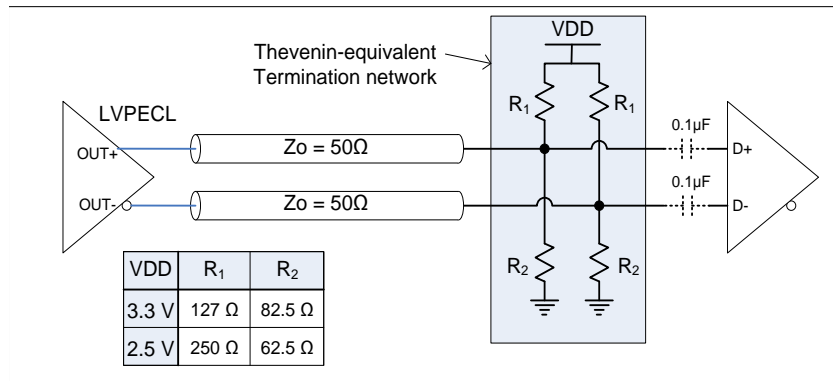 VDD
Thevenin-equivalent
Termination network
R1
R1
LVPECL
0.1µF
OUT+
Zo = 50Ω
D+
0.1µF
OUT-
Zo = 50Ω
D-
R2
R2
VDD R1 R2
3.3 V 127 Ω 82.5 Ω
2.5 V 250 Ω 62.5 Ω